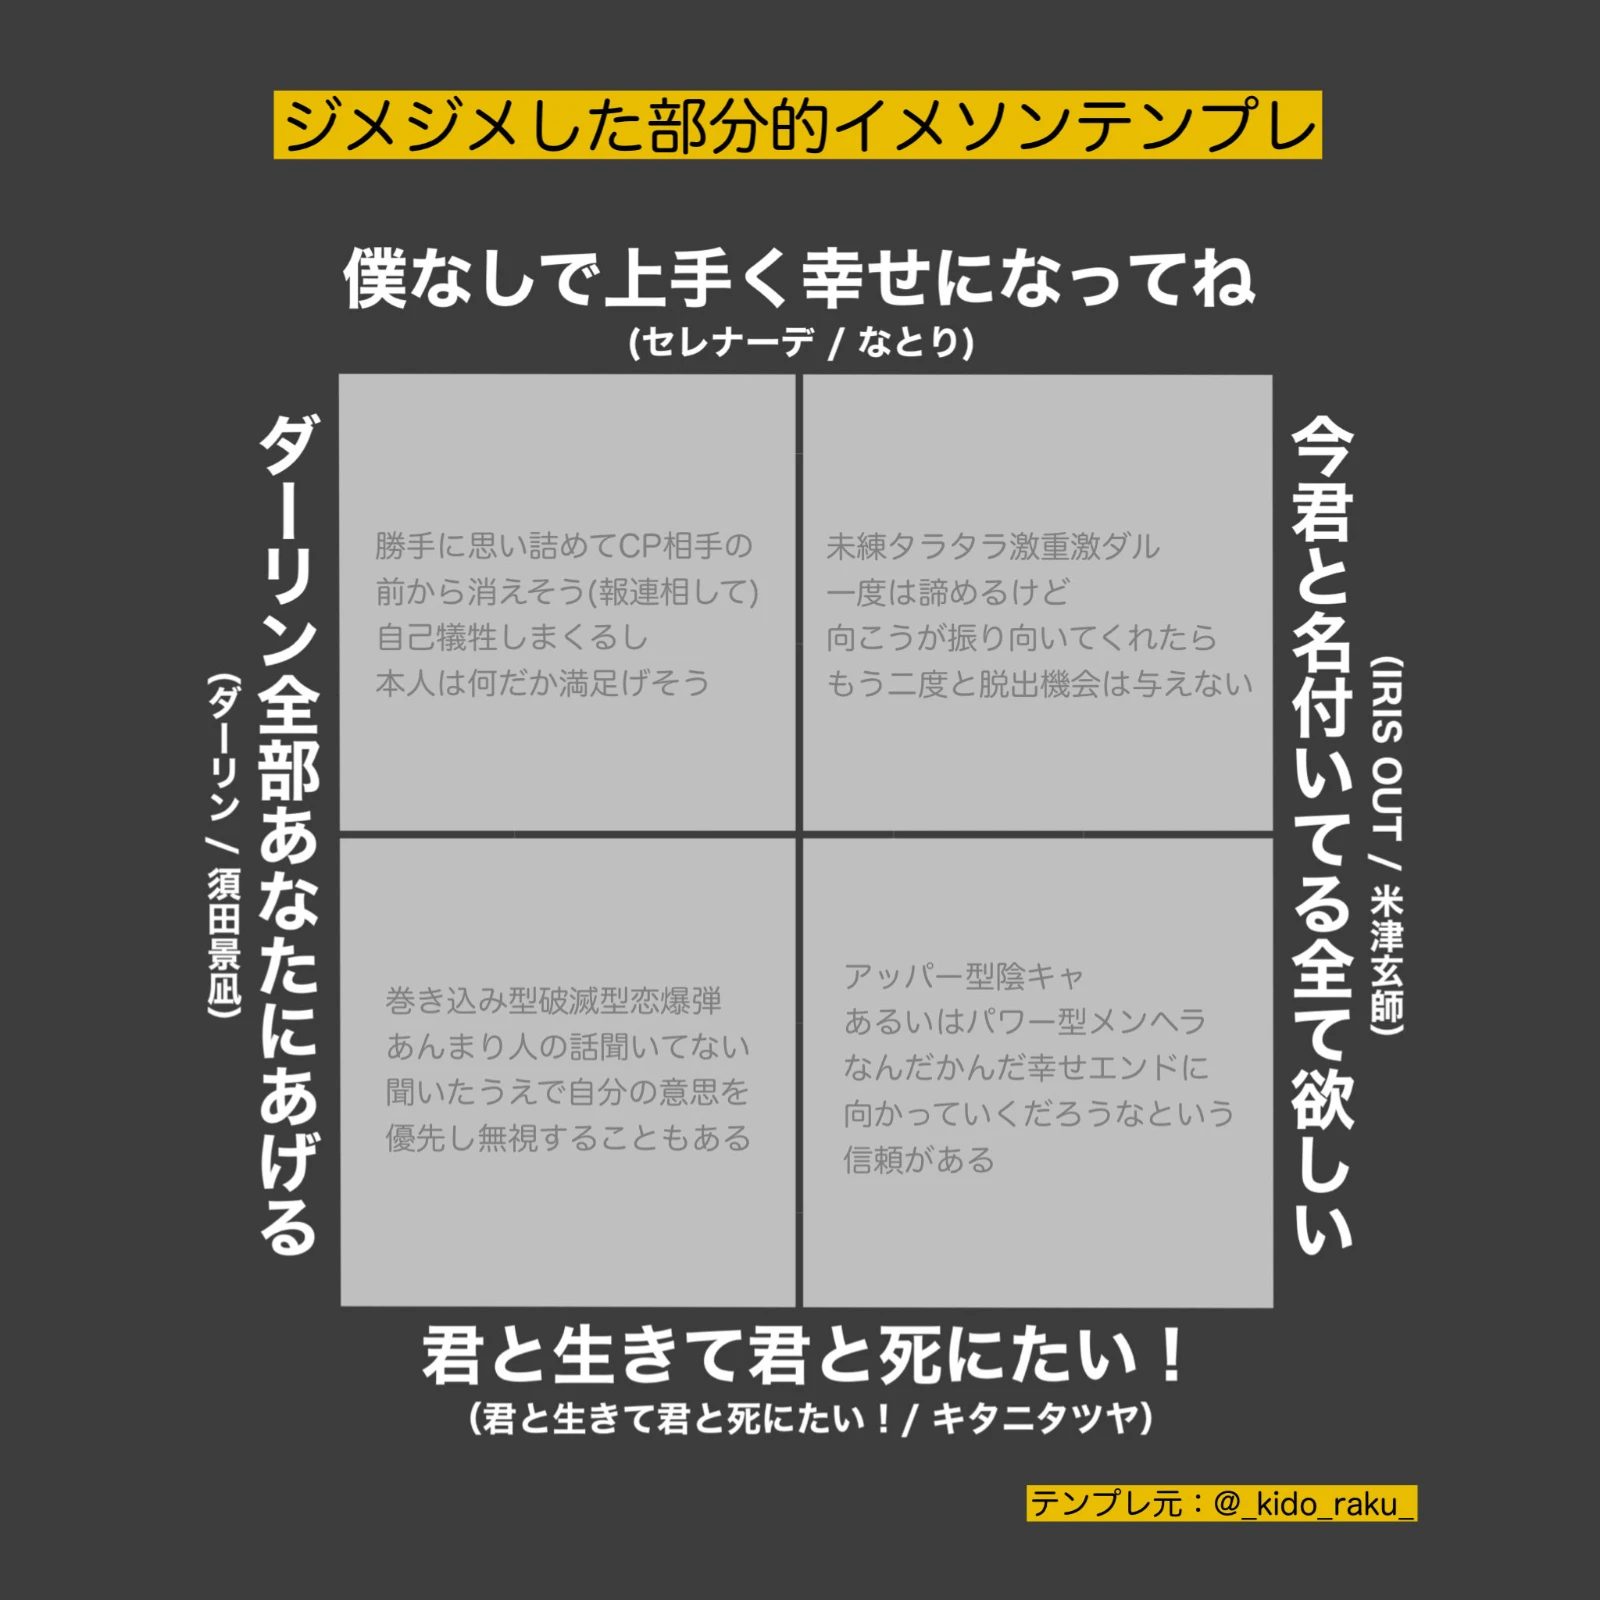 ジメジメした部分的イメソンテンプレ
僕なしで上手く幸せになってね
(セレナーデ / なとり)
ダーリン全部あなたにあげる
(ダーリン / 須田景凪)
勝手に思い詰めてCP相手の
前から消えそう(報連相して)
自己犠牲しまくるし
本人は何だか満足げそう
未練タラタラ激重激ダル
一度は諦めるけど
向こうが振り向いてくれたら
もう二度と脱出機会は与えない
今君と名付いてる全て欲しい
(IRIS OUT / 米津玄師)
巻き込み型破滅型恋爆弾
あんまり人の話聞いてない
聞いたうえで自分の意思を
優先し無視することもある
アッパー型陰キャ
あるいはパワー型メンヘラ
なんだかんだ幸せエンドに
向かっていくだろうなという
信頼がある
君と生きて君と死にたい！
（君と生きて君と死にたい！/ キタニタツヤ）
テンプレ元：@_kido_raku_